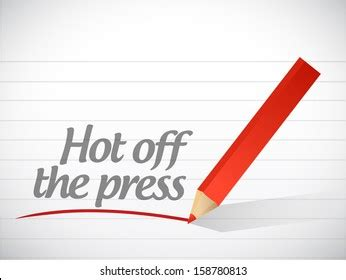 Hot off
the press
shutterstock.com · 158780813